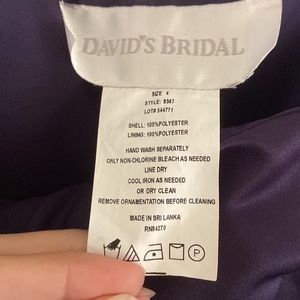 DAVID'S BRIDAL
SIZE 4
STYLE: 8567
LOT# 544771
SHELL: 100%POLYESTER
LINING: 100%POLYESTER
HAND WASH SEPARATELY
ONLY NON-CHLORINE BLEACH AS NEEDED
LINE DRY
COOL IRON AS NEEDED
OR DRY CLEAN
REMOVE ORNAMENTATION BEFORE CLEANING
MADE IN SRI LANKA
RN84270
P